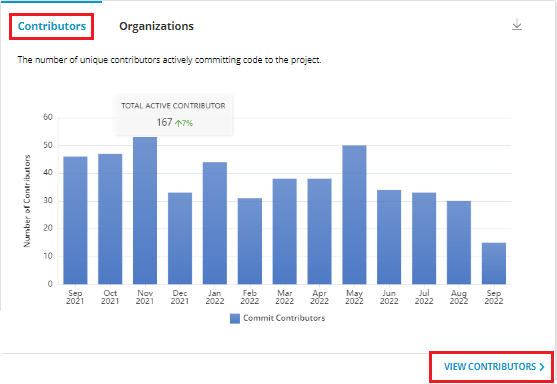 Contributors Organizations
The number of unique contributors actively committing code to the project.
TOTAL ACTIVE CONTRIBUTOR
167 ↑7%
Number of Contributors
60
50
40
30
20
10
0
Sep 2021
Oct 2021
Nov 2021
Dec 2021
Jan 2022
Feb 2022
Mar 2022
Apr 2022
May 2022
Jun 2022
Jul 2022
Aug 2022
Sep 2022
Commit Contributors
VIEW CONTRIBUTORS >